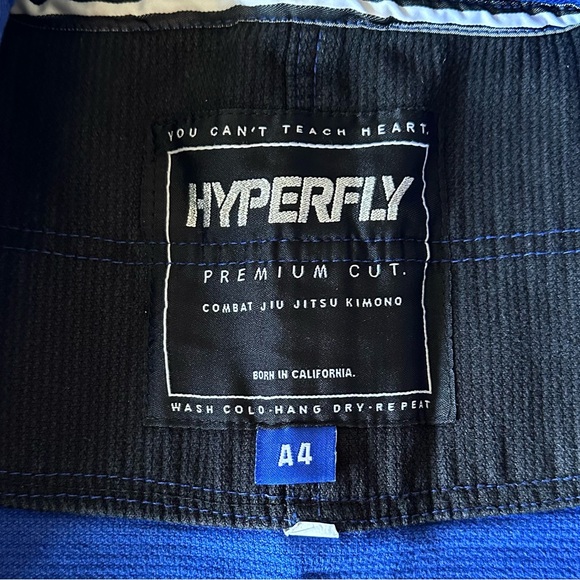 YOU CAN'T TEACH HEART.
HYPERFLY
PREMIUM CUT.
COMBAT JIU JITSU KIMONO
BORN IN CALIFORNIA.
WASH COLD-HANG DRY-REPEAT
A4